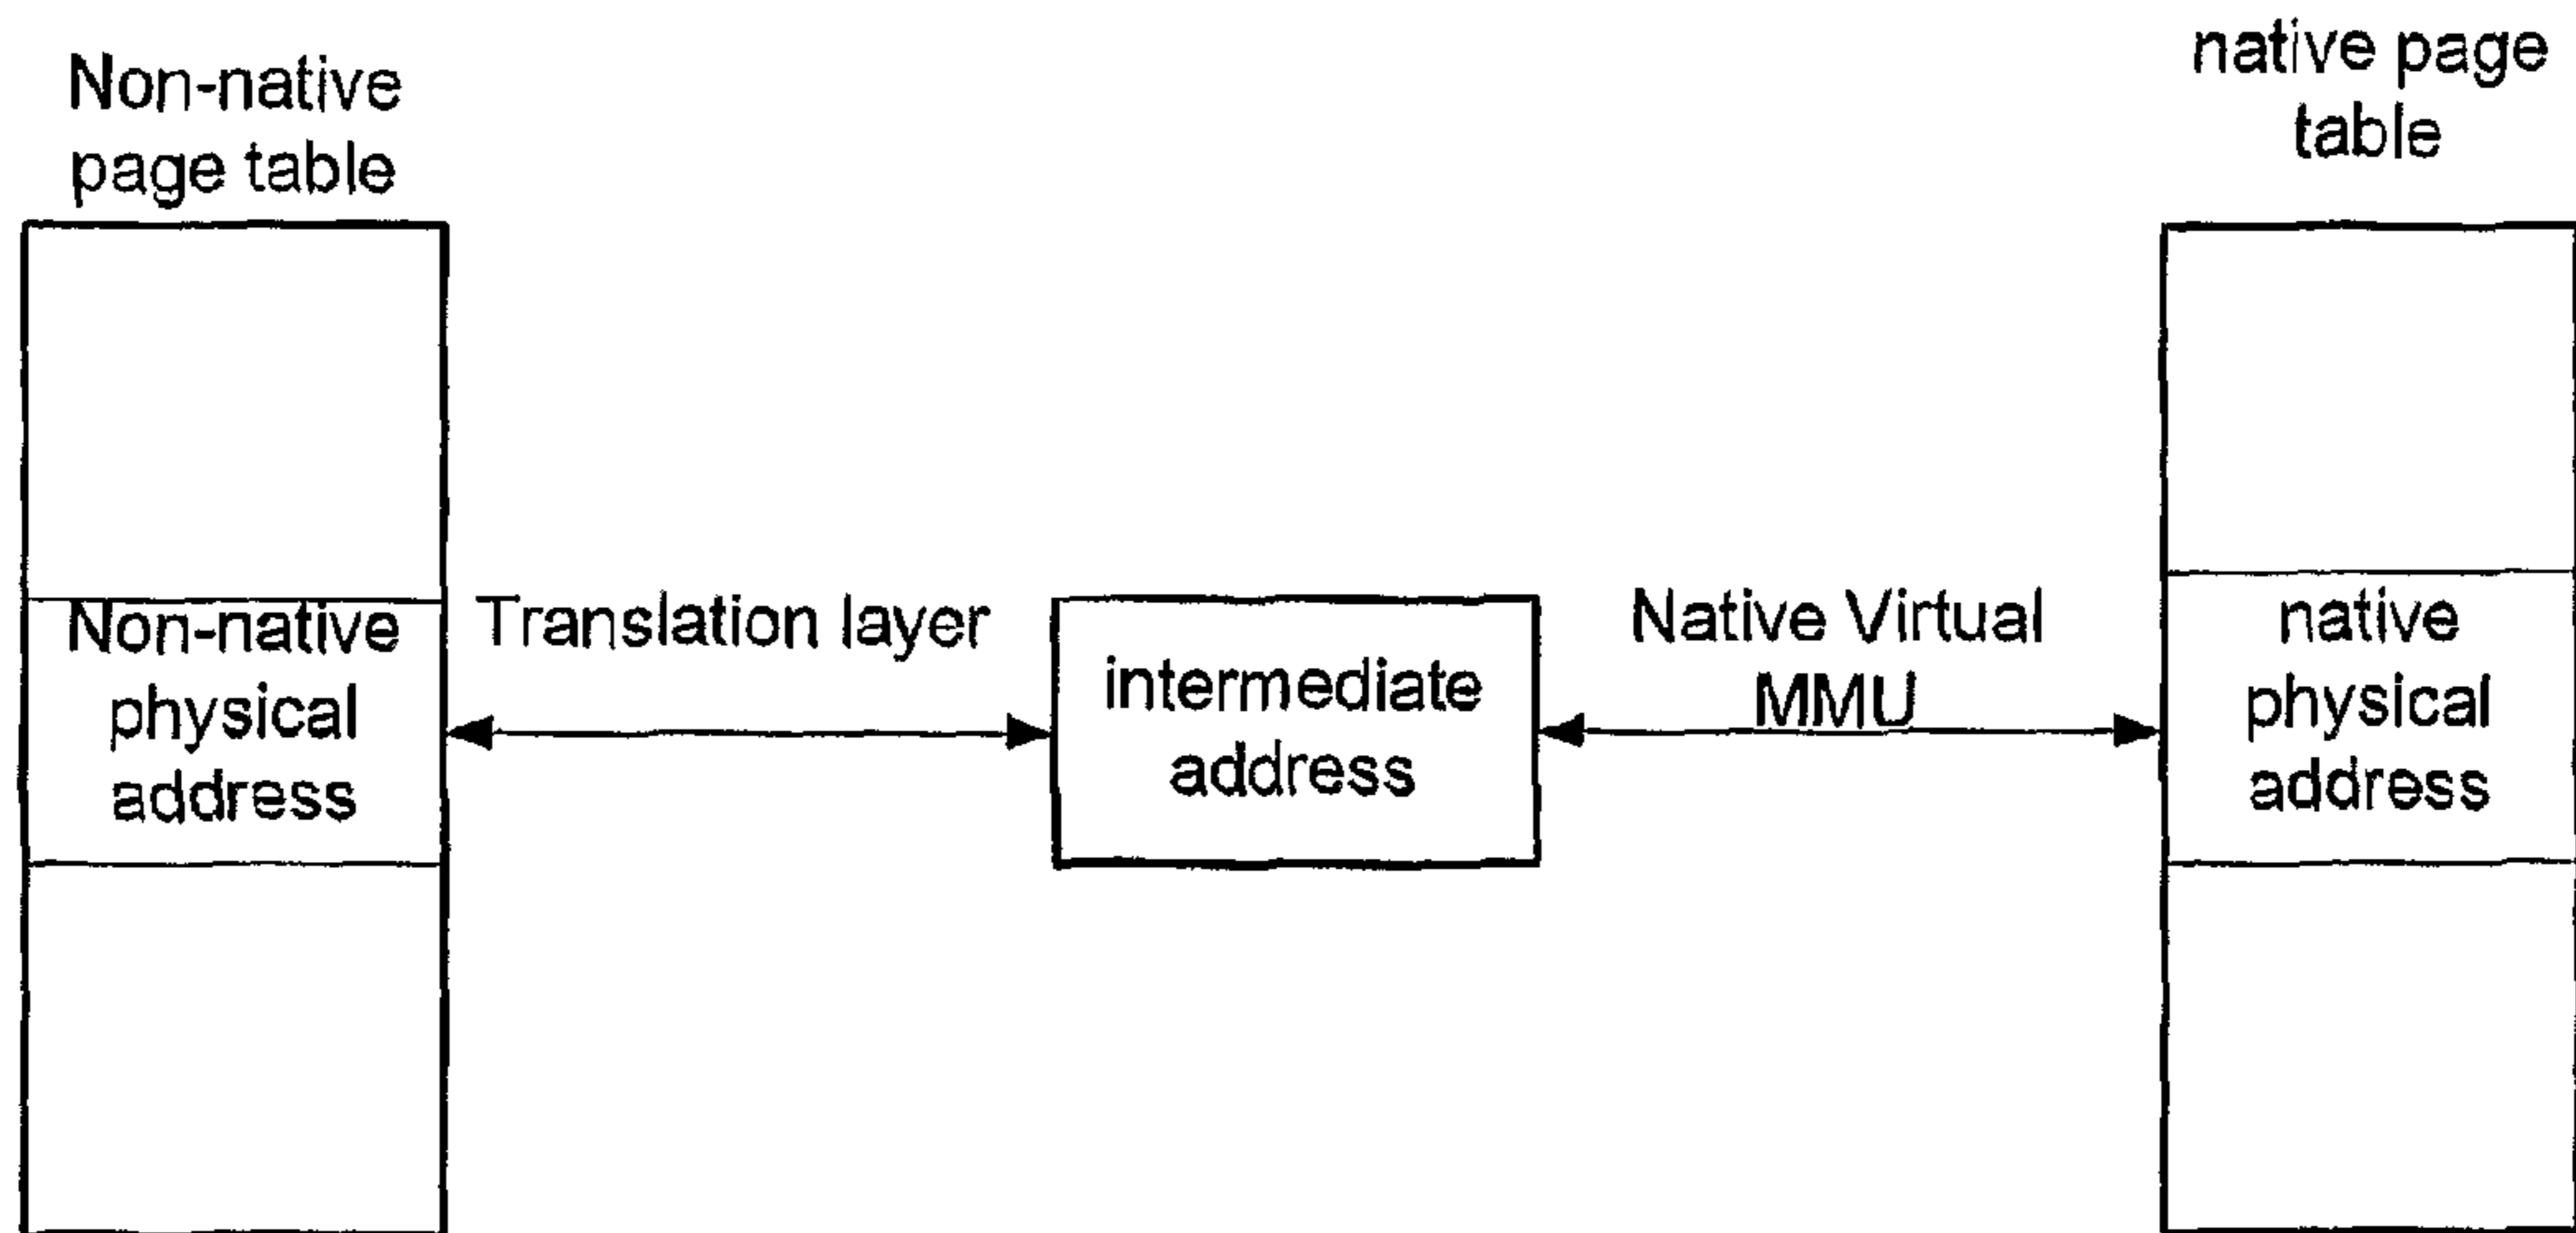 Non-native
page table
native page
table
Non-native
physical
address
Translation layer
intermediate
address
Native Virtual
MMU
native
physical
address